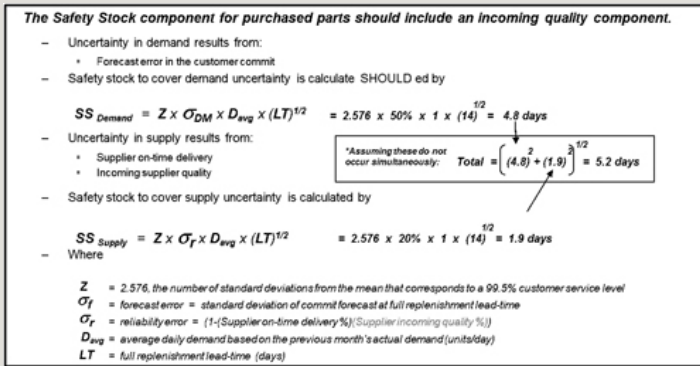 The Safety Stock component for purchased parts should include an incoming quality component.
– Uncertainty in demand results from:
• Forecast error in the customer commit
– Safety stock to cover demand uncertainty is calculate SHOULD ed by
SS Demand = Z x σDM x Davg x (LT)1/2 = 2.576 x 50% x 1 x (14)1/2 = 4.8 days
– Uncertainty in supply results from:
• Supplier on-time delivery
• Incoming supplier quality
*Assuming these do not
occur simultaneously: Total = ((4.8)2 + (1.9)2)1/2 = 5.2 days
– Safety stock to cover supply uncertainty is calculated by
SS Supply = Z x σr x Davg x (LT)1/2 = 2.576 x 20% x 1 x (14)1/2 = 1.9 days
– Where
Z = 2.576, the number of standard deviations from the mean that corresponds to a 99.5% customer service level
σf = forecast error = standard deviation of commit forecast at full replenishment lead-time
σr = reliability error = (1-(Supplier on-time delivery %)(Supplier incoming quality %))
Davg = average daily demand based on the previous month's actual demand (units/day)
LT = full replenishment lead-time (days)